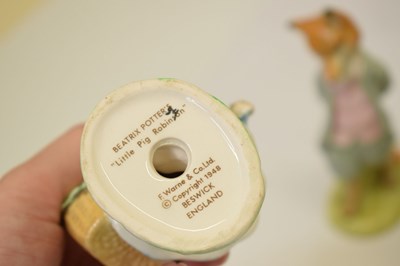 BEATRIX POTTER'S
"Little Pig Robinson"
F. Warne & Co. Ltd.
© Copyright 1948
BESWICK
ENGLAND